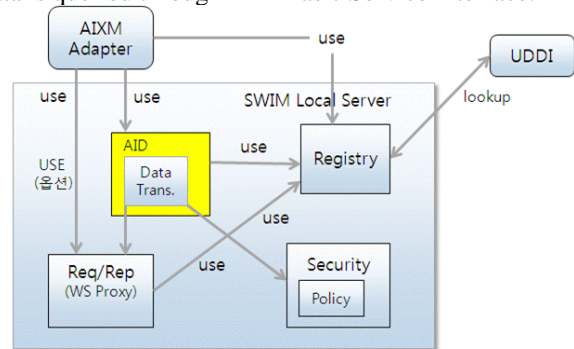 AIXM
Adapter
use
UDDI
use
use
SWIM Local Server
lookup
AID
USE
(옵션)
Data
Trans.
use
Registry
use
Req/Rep
(WS Proxy)
use
Security
Policy